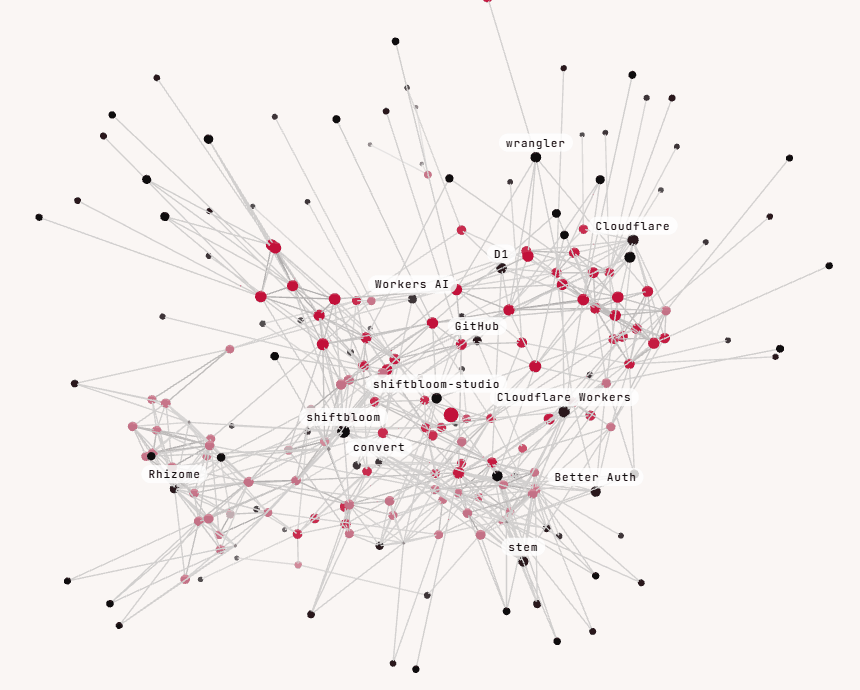 wrangler
Cloudflare
D1
Workers AI
GitHub
shiftbloom-studio
Cloudflare Workers
shiftbloom
convert
Rhizome
Better Auth
stem